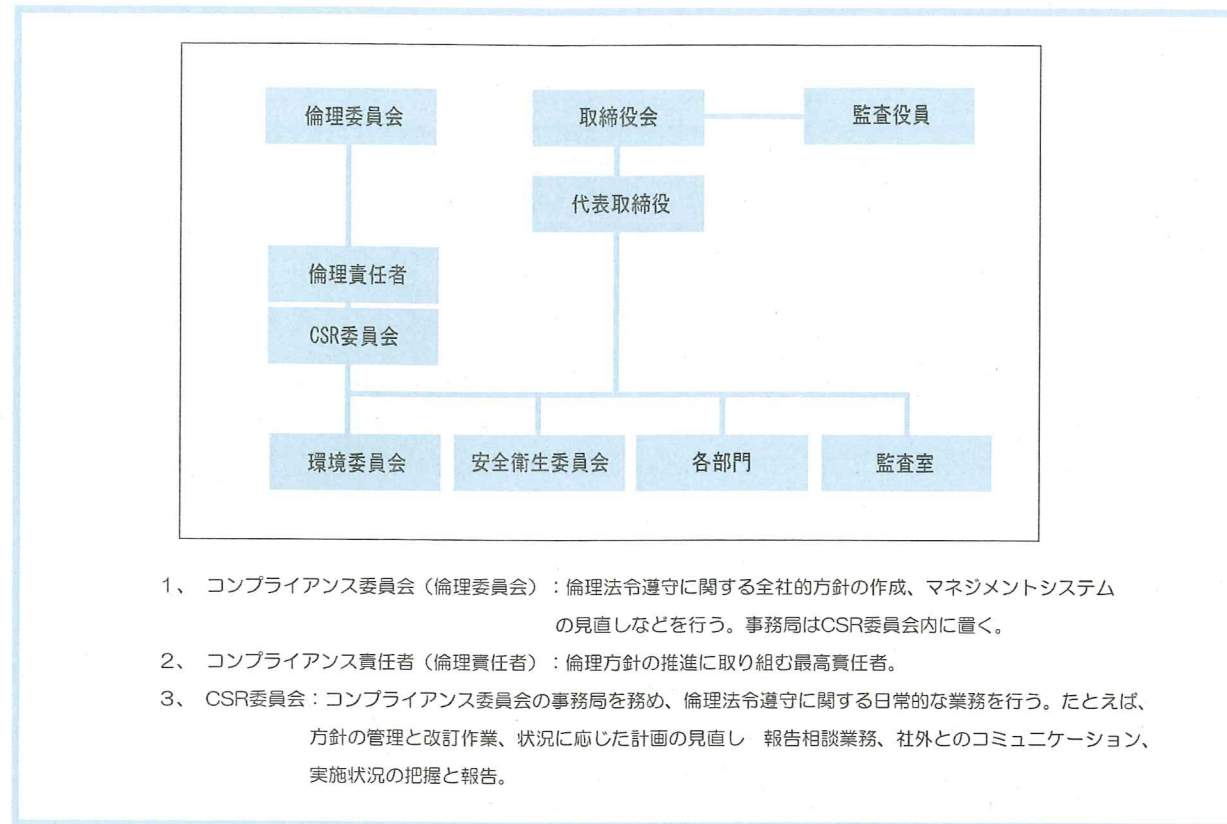 倫理委員会
取締役会
監査役員
代表取締役
倫理責任者
CSR委員会
環境委員会
安全衛生委員会
各部門
監査室
1、 コンプライアンス委員会（倫理委員会）：倫理法令遵守に関する全社的方針の作成、マネジメントシステム
の見直しなどを行う。事務局はCSR委員会内に置く。
2、 コンプライアンス責任者（倫理責任者）：倫理方針の推進に取り組む最高責任者。
3、 CSR委員会：コンプライアンス委員会の事務局を務め、倫理法令遵守に関する日常的な業務を行う。たとえば、
方針の管理と改訂作業、状況に応じた計画の見直し　報告相談業務、社外とのコミュニケーション、
実施状況の把握と報告。